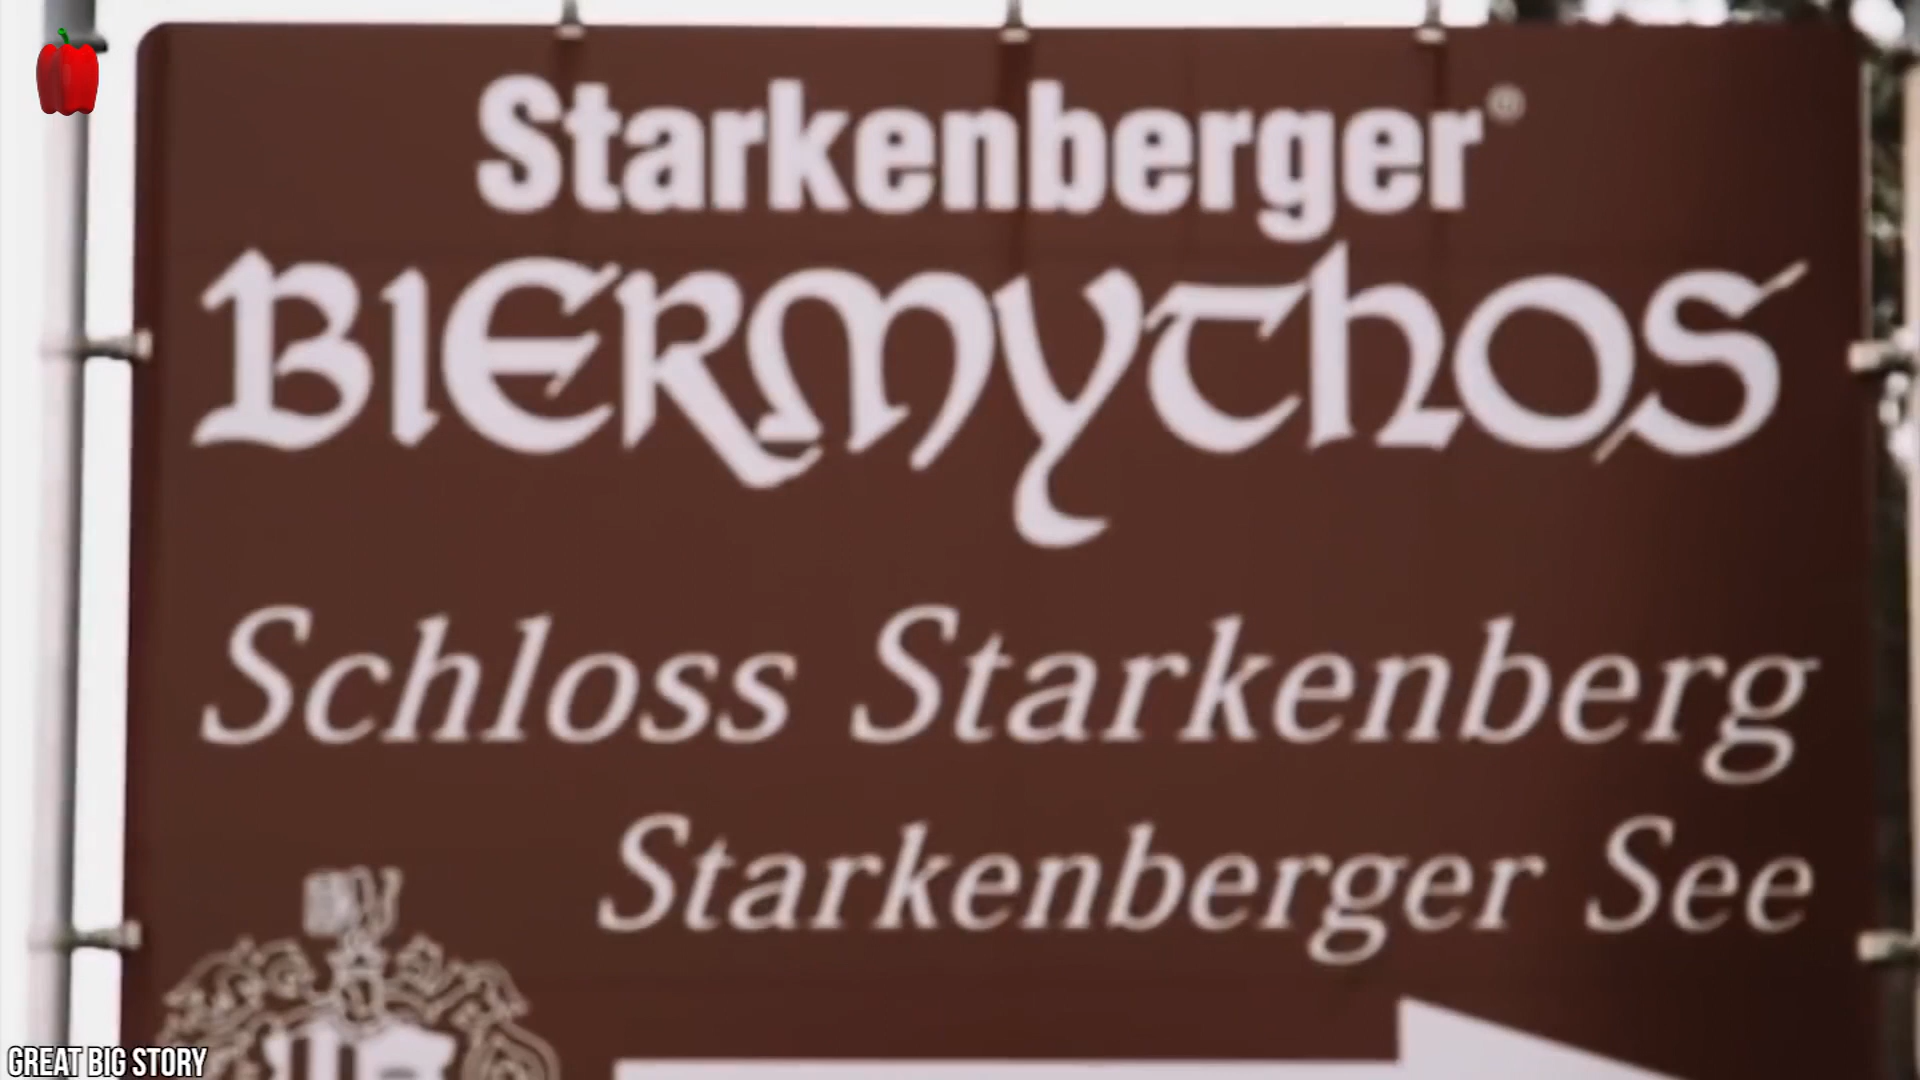 Starkenberger®
BIERMYTHOS
Schloss Starkenberg
Starkenberger See
GREAT BIG STORY